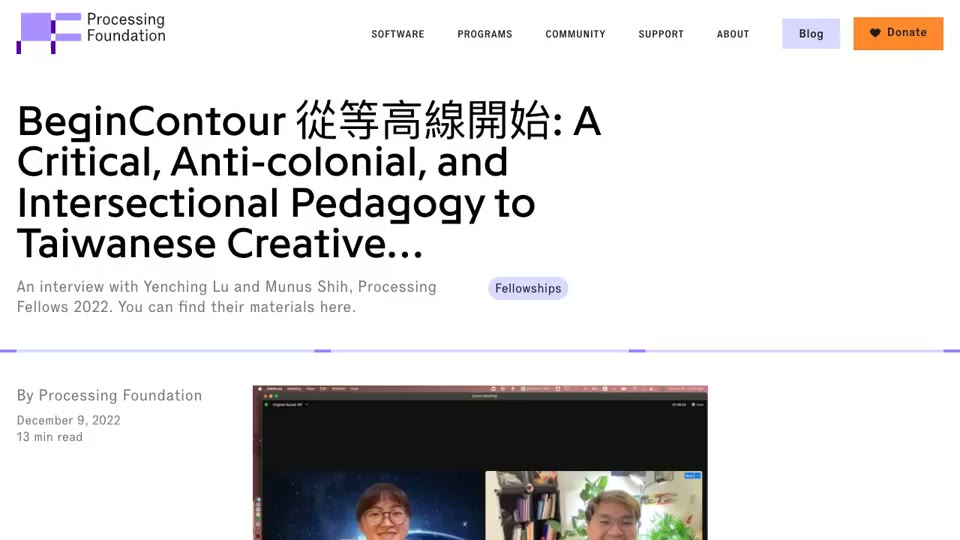 Processing
Foundation
SOFTWARE
PROGRAMS
COMMUNITY
SUPPORT
ABOUT
Blog
Donate
BeginContour 從等高線開始: A
Critical, Anti-colonial, and
Intersectional Pedagogy to
Taiwanese Creative...
An interview with Yenching Lu and Munus Shih, Processing
Fellows 2022. You can find their materials here.
Fellowships
By Processing Foundation
December 9, 2022
13 min read